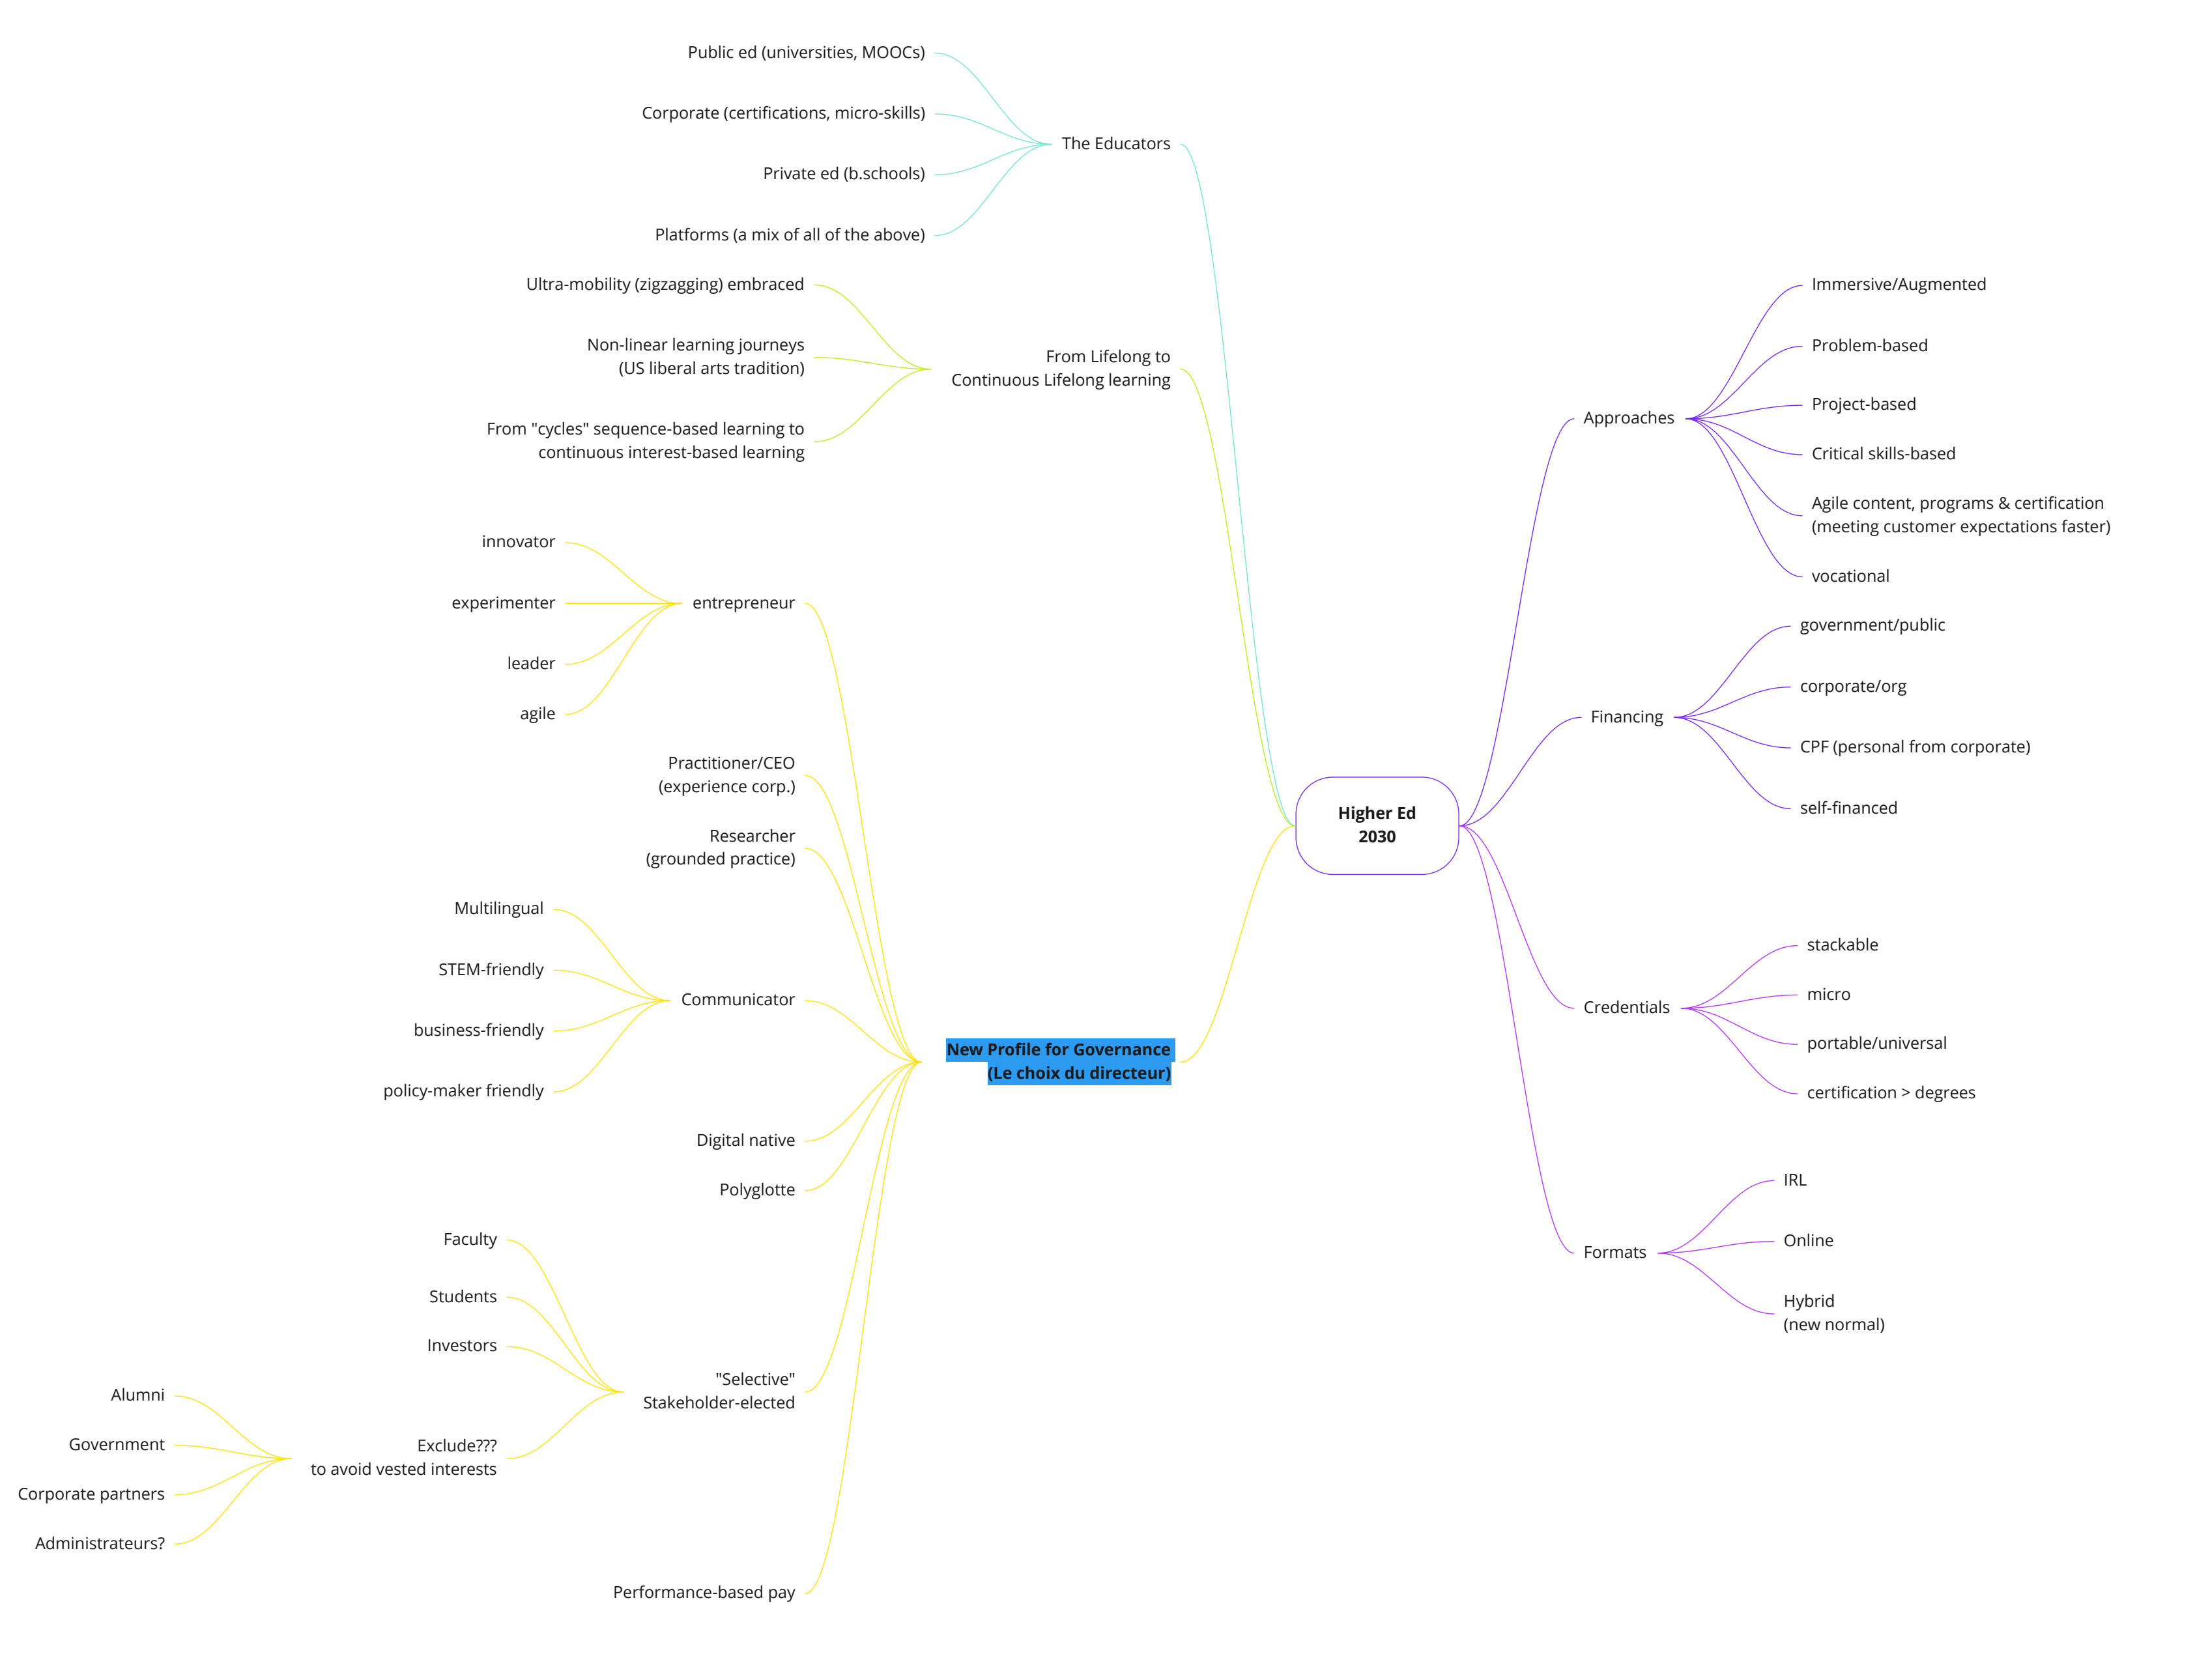 Higher Ed
2030
The Educators
Public ed (universities, MOOCs)
Corporate (certifications, micro-skills)
Private ed (b.schools)
Platforms (a mix of all of the above)
From Lifelong to
Continuous Lifelong learning
Ultra-mobility (zigzagging) embraced
Non-linear learning journeys
(US liberal arts tradition)
From "cycles" sequence-based learning to
continuous interest-based learning
New Profile for Governance
(Le choix du directeur)
entrepreneur
innovator
experimenter
leader
agile
Practitioner/CEO
(experience corp.)
Researcher
(grounded practice)
Communicator
Multilingual
STEM-friendly
business-friendly
policy-maker friendly
Digital native
Polyglotte
"Selective"
Stakeholder-elected
Faculty
Students
Investors
Exclude???
to avoid vested interests
Alumni
Government
Corporate partners
Administrateurs?
Performance-based pay
Approaches
Immersive/Augmented
Problem-based
Project-based
Critical skills-based
Agile content, programs & certification
(meeting customer expectations faster)
vocational
Financing
government/public
corporate/org
CPF (personal from corporate)
self-financed
Credentials
stackable
micro
portable/universal
certification > degrees
Formats
IRL
Online
Hybrid
(new normal)